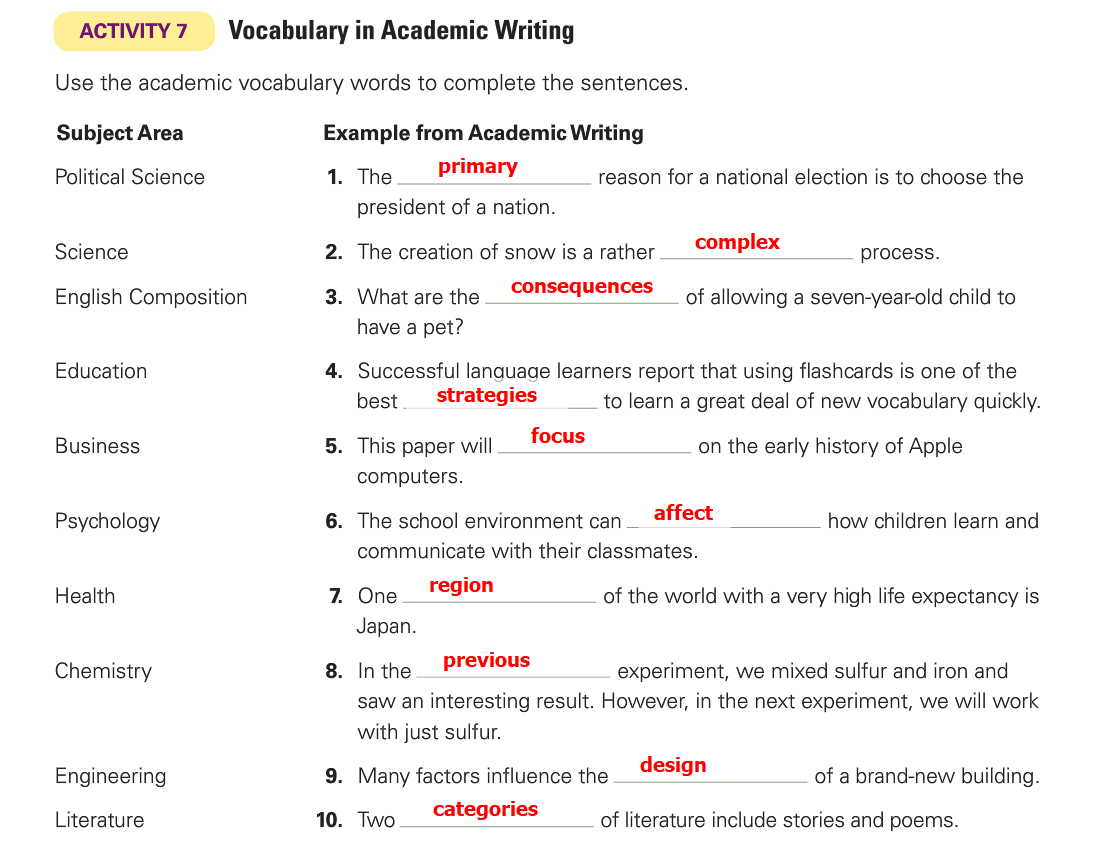 ACTIVITY 7 Vocabulary in Academic Writing
Use the academic vocabulary words to complete the sentences.
Subject Area Example from Academic Writing
Political Science 1. The primary reason for a national election is to choose the
president of a nation.
Science 2. The creation of snow is a rather complex process.
English Composition 3. What are the consequences of allowing a seven-year-old child to
have a pet?
Education 4. Successful language learners report that using flashcards is one of the
best strategies to learn a great deal of new vocabulary quickly.
Business 5. This paper will focus on the early history of Apple
computers.
Psychology 6. The school environment can affect how children learn and
communicate with their classmates.
Health 7. One region of the world with a very high life expectancy is
Japan.
Chemistry 8. In the previous experiment, we mixed sulfur and iron and
saw an interesting result. However, in the next experiment, we will work
with just sulfur.
Engineering 9. Many factors influence the design of a brand-new building.
Literature 10. Two categories of literature include stories and poems.